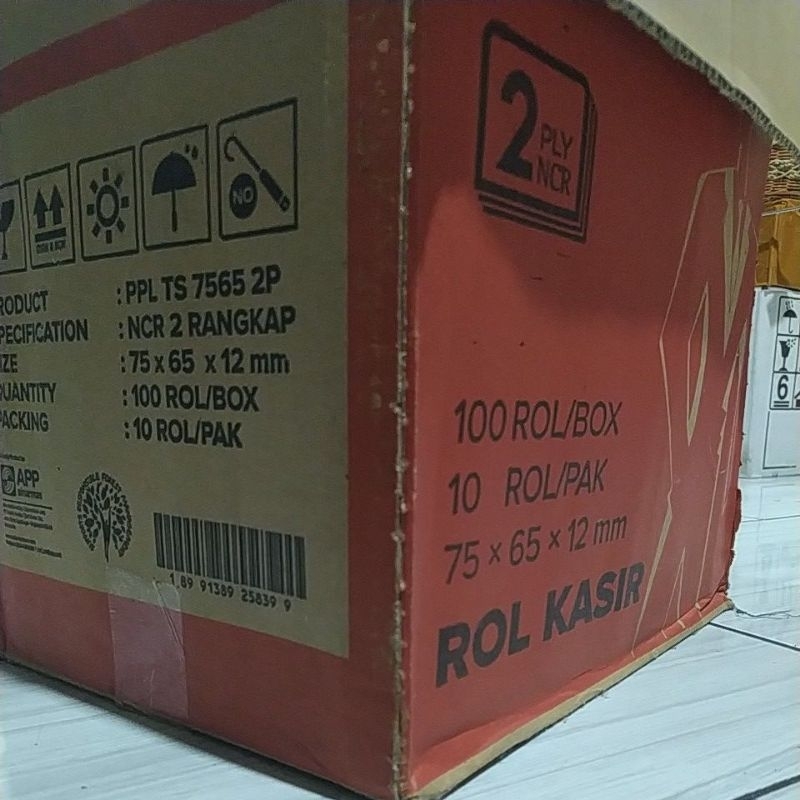 NO
RODUCT : PPL TS 7565 2P
PECIFICATION : NCR 2 RANGKAP
IZE : 75 x 65 x 12 mm
UANTITY : 100 ROL/BOX
ACKING : 10 ROL/PAK
APP
1 89 91389 25839 9
2 PLY
NCR
100 ROL/BOX
10 ROL/PAK
75 x 65 x 12 mm
ROL KASIR
6